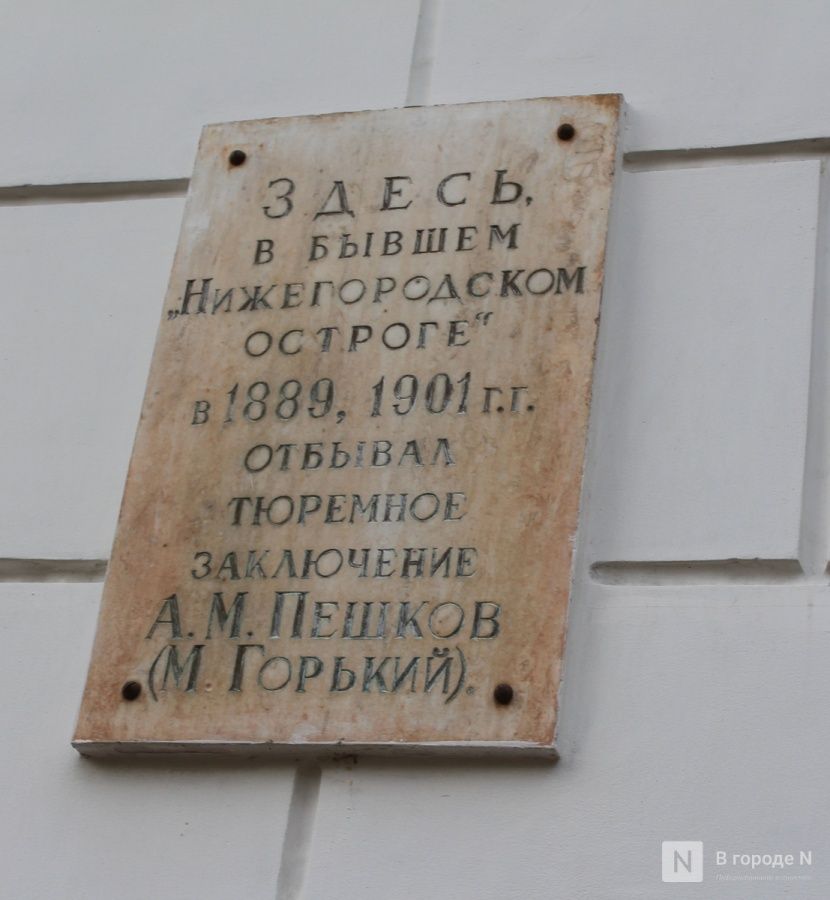 ЗДЕСЬ,
В БЫВШЕМ
„НИЖЕГОРОДСКОМ
ОСТРОГЕ“
в 1889, 1901 г.г.
ОТБЫВАЛ
ТЮРЕМНОЕ
ЗАКЛЮЧЕНИЕ
А. М. ПЕШКОВ
(М ГОРЬКИЙ).
N В городе N